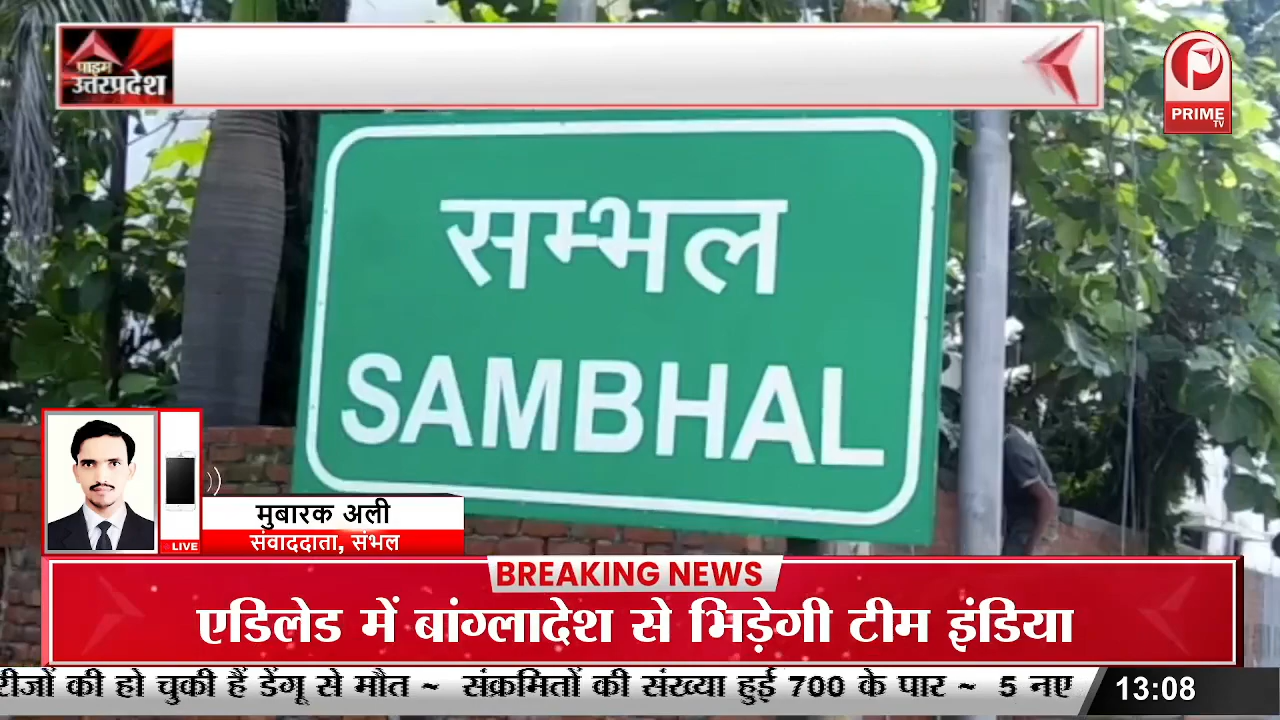 प्राइम
उत्तरप्रदेश
PRIME
TV
सम्भल
SAMBHAL
LIVE
मुबारक अली
संवाददाता, संभल
BREAKING NEWS
एडिलेड में बांग्लादेश से भिड़ेगी टीम इंडिया
रीजों की हो चुकी हैं डेंगू से मौत ~ संक्रमितों की संख्या हुई 700 के पार ~ 5 नए
13:08